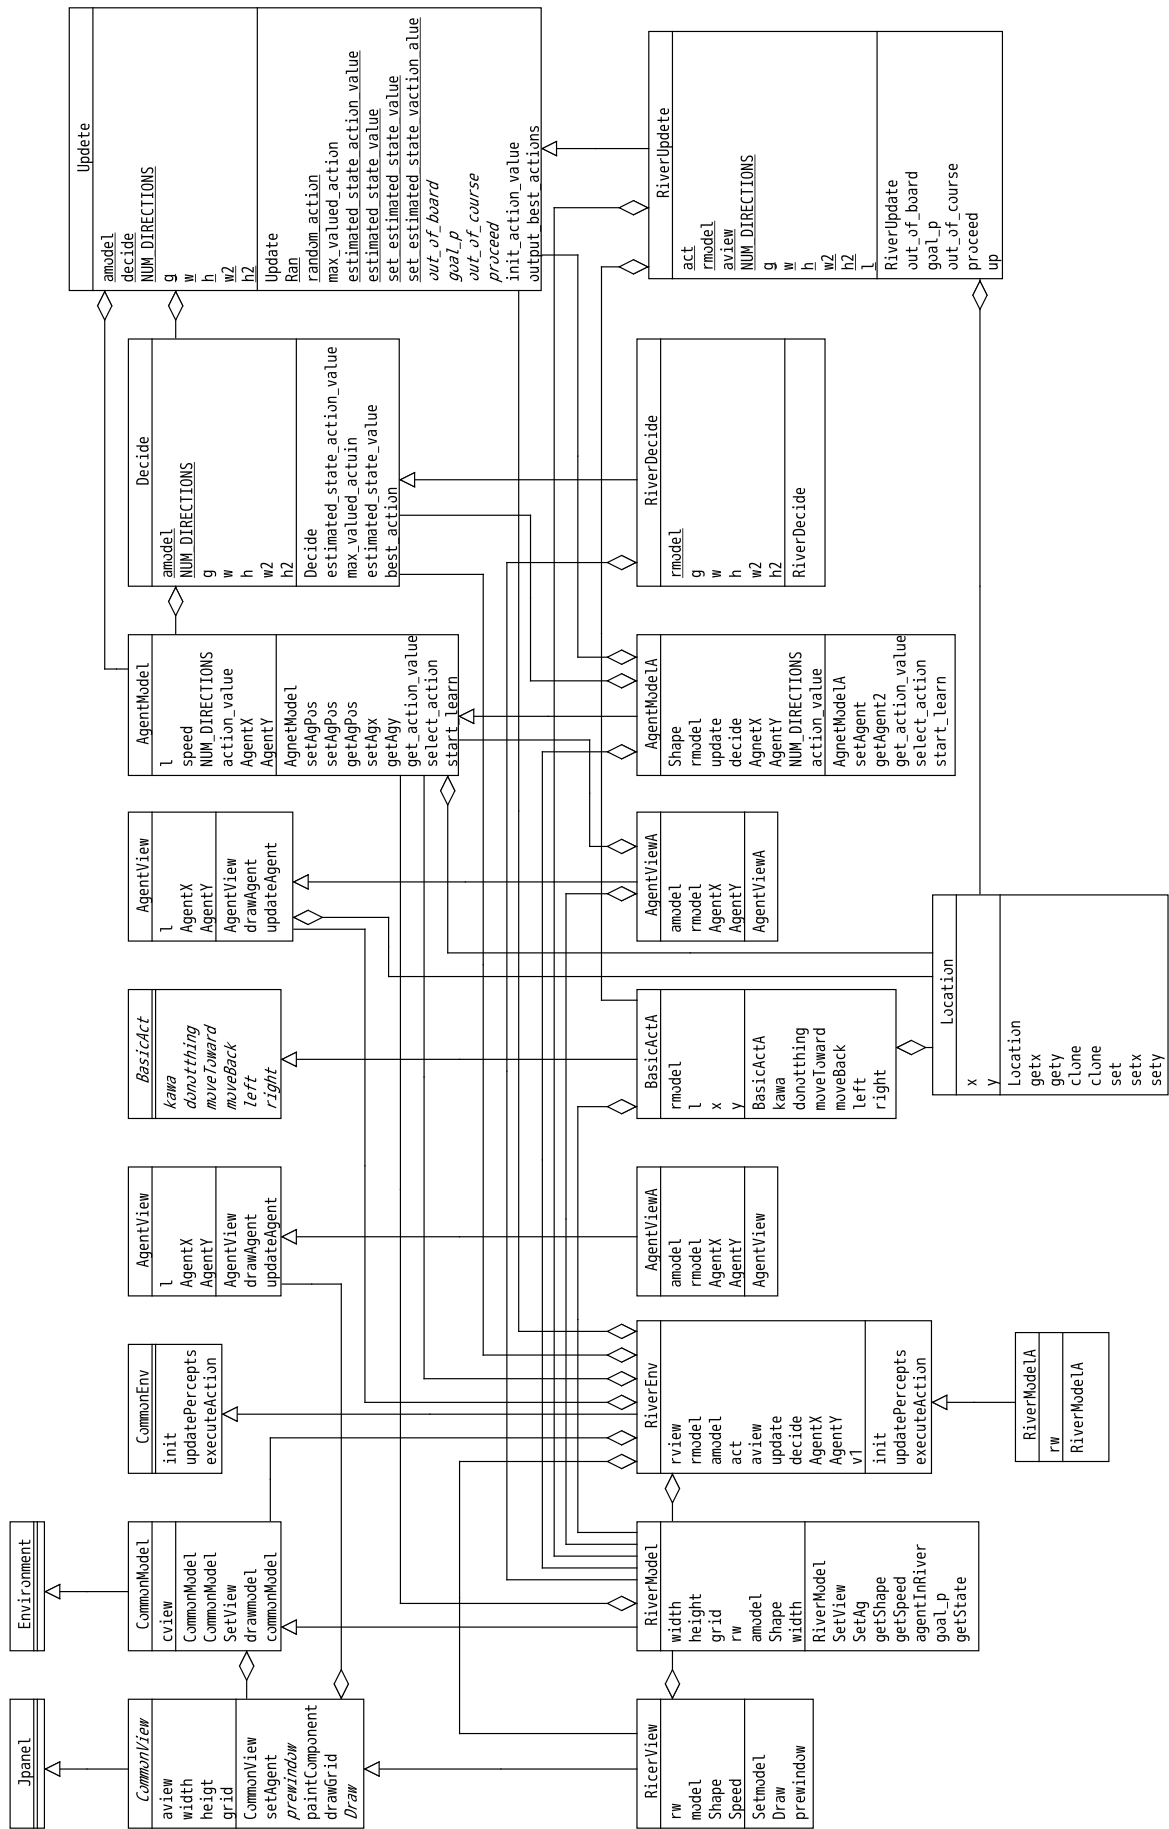 Jpanel
Environment
CommonView
aview
width
heigt
grid
CommonView
setAgent
prewindow
paintComponent
drawGrid
Draw
CommonModel
cview
CommonModel
CommonModel
SetView
drawmodel
commonModel
CommonEnv
init
updatePercepts
executeAction
AgentView
l
AgentX
AgentY
AgentView
drawAgent
updateAgent
BasicAct
kawa
donotthing
moveToward
moveBack
left
right
AgentView
l
AgentX
AgentY
AgentView
drawAgent
updateAgent
AgentModel
l
speed
NUM_DIRECTIONS
action_value
AgentX
AgentY
AgnetModel
setAgPos
setAgPos
getAgPos
setAgx
getAgy
get_action_value
select_action
start_learn
Decide
amodel
NUM_DIRECTIONS
g
w
h
w2
h2
Decide
estimated_state_action_value
max_valued_actuin
estimated_state_value
best_action
Updete
amodel
decide
NUM_DIRECTIONS
g
w
h
w2
h2
Update
Ran
random_action
max_valued_action
estimated_state_action_value
estimated_state_value
set_estimated_state_value
set_estimated_state_vaction_alue
out_of_board
goal_p
out_of_course
proceed
init_action_value
output_best_actions
RicerView
rw
model
Shape
Speed
Setmodel
Draw
prewindow
RiverModel
width
height
grid
rw
amodel
Shape
width
RiverModel
SetView
SetAg
getShape
getSpeed
agentInRiver
goal_p
getState
RiverEnv
rview
rmodel
amodel
act
aview
update
decide
AgentX
AgentY
v1
init
updatePercepts
executeAction
AgentViewA
amodel
rmodel
AgentX
AgentY
AgentView
BasicActA
rmodel
l
x
y
BasicActA
kawa
donotthing
moveToward
moveBack
left
right
AgentViewA
amodel
rmodel
AgentX
AgentY
AgentViewA
AgentModelA
Shape
rmodel
update
decide
AgnetX
AgentY
NUM_DIRECTIONS
action_value
AgnetModelA
setAgent
getAgent2
get_action_value
select_action
start_learn
RiverDecide
rmodel
g
w
h
w2
h2
RiverDecide
RiverUpdete
act
rmodel
aview
NUM_DIRECTIONS
g
w
h
w2
h2
l
RiverUpdate
out_of_board
goal_p
out_of_course
proceed
up
RiverModelA
rw
RiverModelA
Location
x
y
Location
getx
gety
clone
clone
set
setx
sety